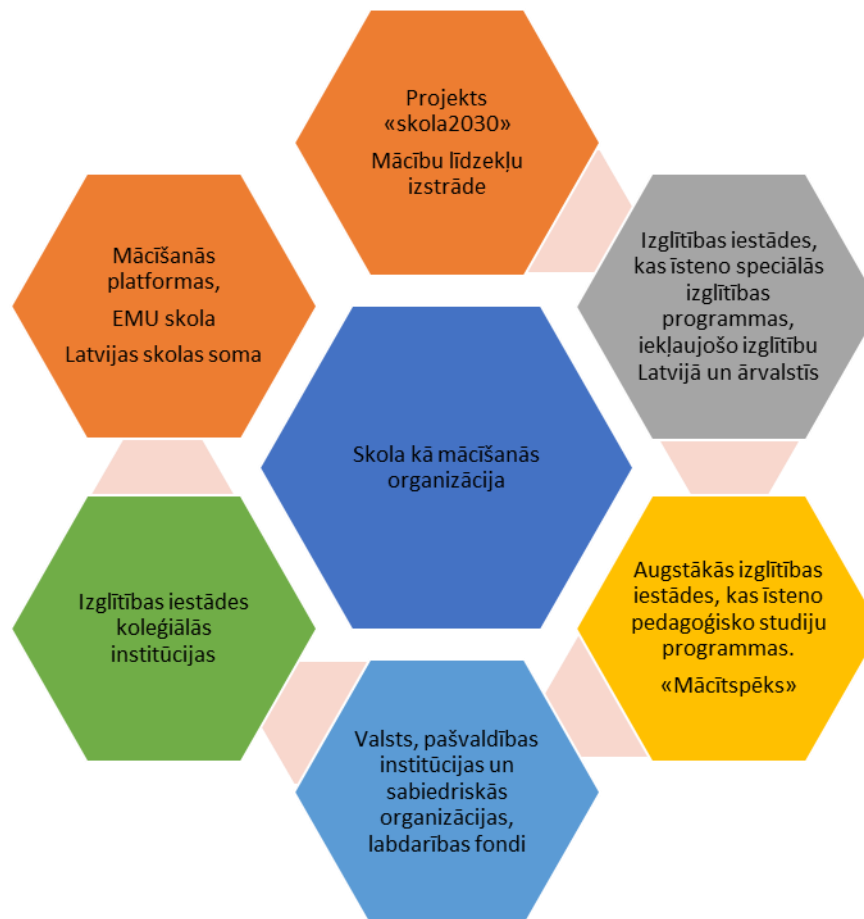 Projekts
«skola2030»
Mācību līdzekļu
izstrāde
Mācīšanās
platformas,
EMU skola
Latvijas skolas soma
Izglītības iestādes,
kas īsteno speciālās
izglītības
programmas,
iekļaujošo izglītību
Latvijā un ārvalstīs
Skola kā mācīšanās
organizācija
Izglītības iestādes
koleģiālās
institūcijas
Augstākās izglītības
iestādes, kas īsteno
pedagoģisko studiju
programmas.
«Mācītspēks»
Valsts, pašvaldības
institūcijas un
sabiedriskās
organizācijas,
labdarības fondi